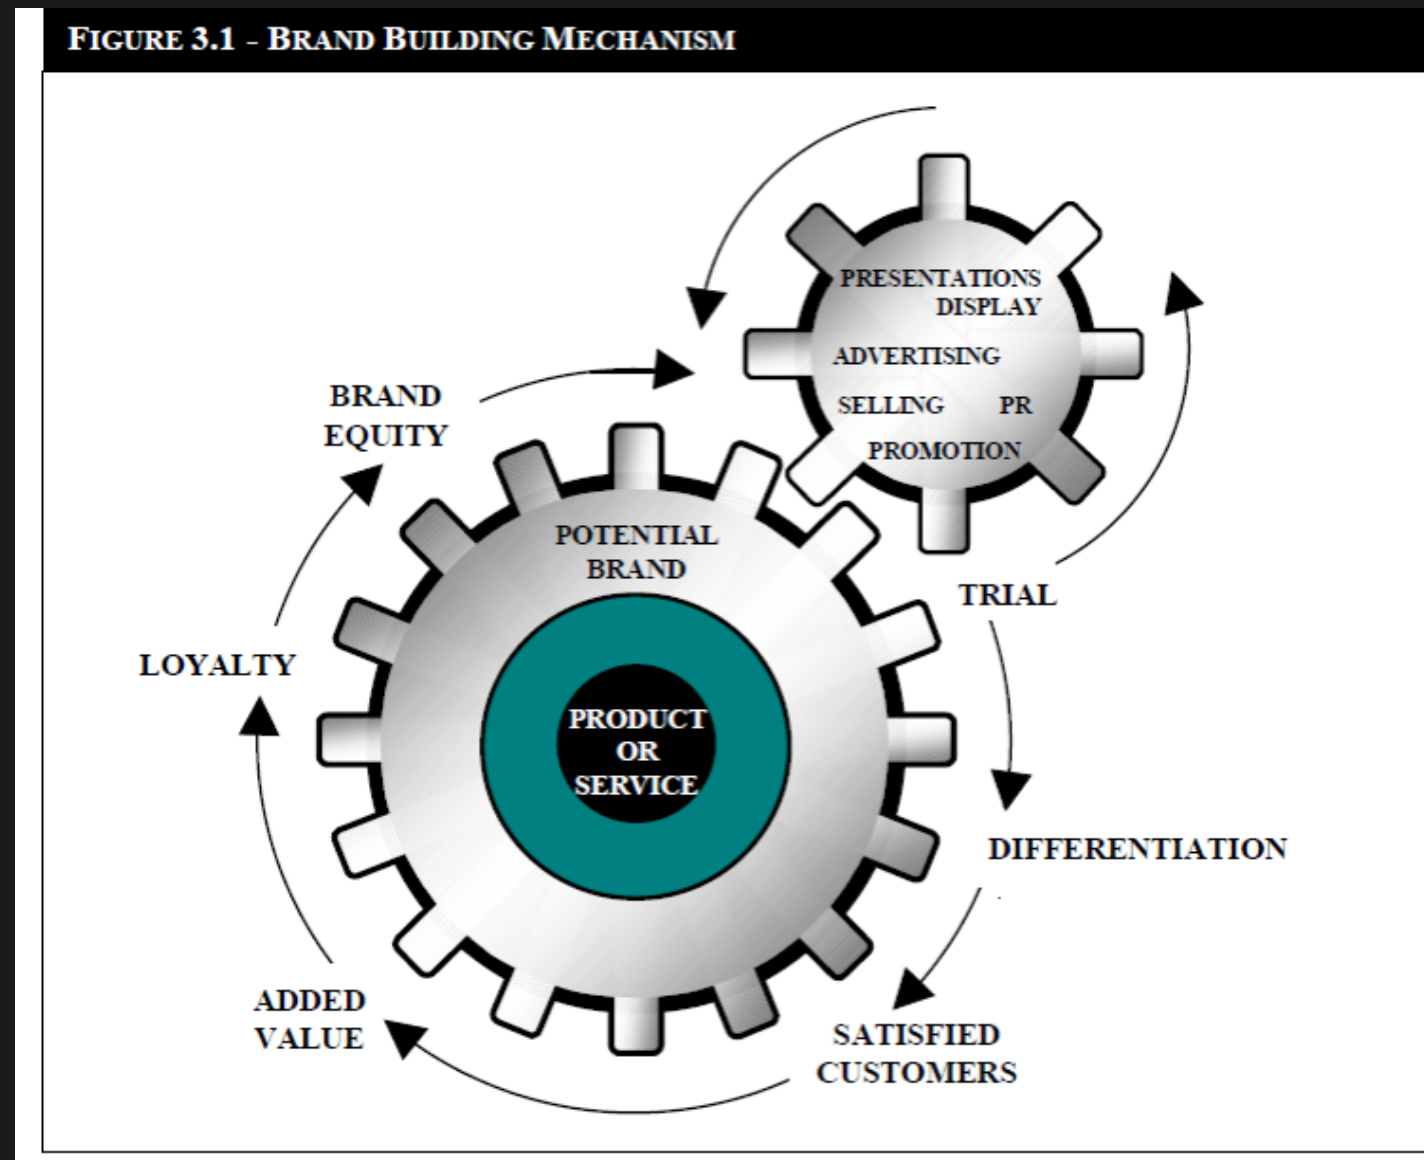 FIGURE 3.1 - BRAND BUILDING MECHANISM
PRESENTATIONS
DISPLAY
ADVERTISING
SELLING PR
PROMOTION
BRAND
EQUITY
POTENTIAL
BRAND
TRIAL
LOYALTY
PRODUCT
OR
SERVICE
DIFFERENTIATION
ADDED
VALUE
SATISFIED
CUSTOMERS